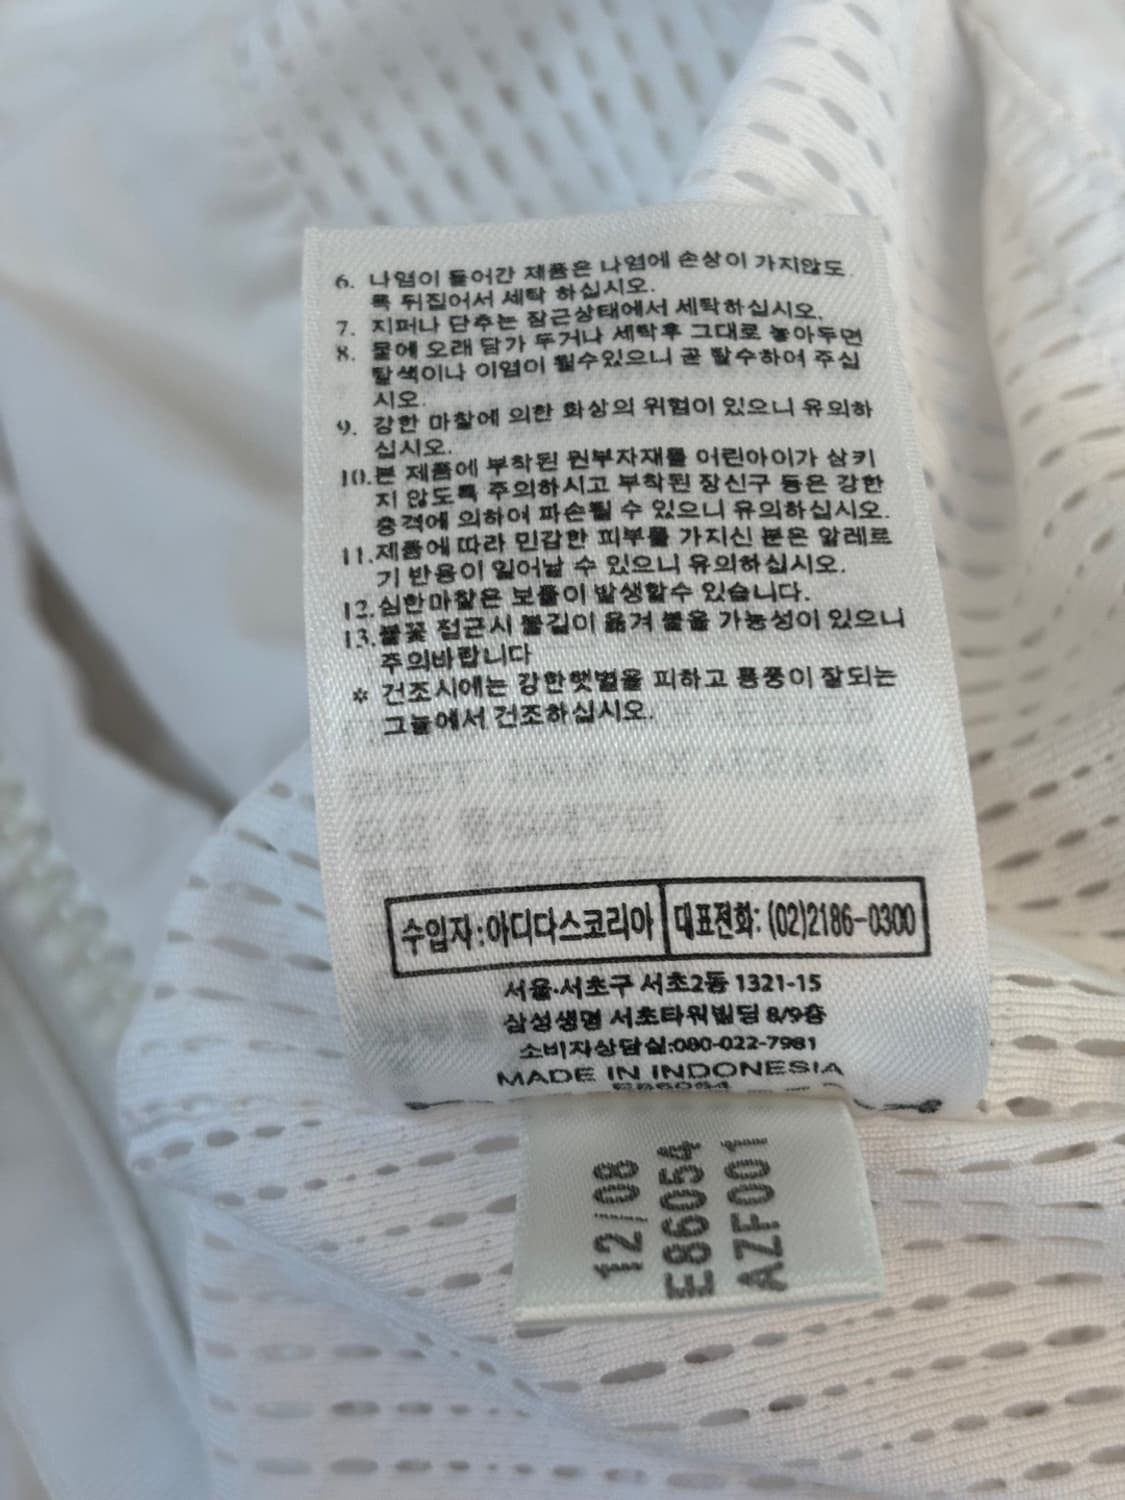 6. 나염이 들어간 제품은 나염에 손상이 가지않도
록 뒤집어서 세탁 하십시오.
7. 지퍼나 단추는 잠근상태에서 세탁하십시오.
8. 물에 오래 담가 두거나 세탁후 그대로 놓아두면
탈색이나 이염이 될수있으니 곧 탈수하여 주십
시오.
9. 강한 마찰에 의한 화상의 위험이 있으니 유의하
십시오.
10.본 제품에 부착된 원부자재를 어린아이가 삼키
지 않도록 주의하시고 부착된 장신구 등은 강한
충격에 의하여 파손될 수 있으니 유의하십시오.
11.제품에 따라 민감한 피부를 가지신 분은 알레르
기 반응이 일어날 수 있으니 유의하십시오.
12.심한마찰은 보풀이 발생할수 있습니다.
13.불꽃 접근시 불길이 옮겨 붙을 가능성이 있으니
주의바랍니다
* 건조시에는 강한햇볕을 피하고 통풍이 잘되는
그늘에서 건조하십시오.
수입자:아디다스코리아 대표전화: (02)2186-0300
서울·서초구 서초2동 1321-15
삼성생명 서초타워빌딩 8/9층
소비자상담실:080-022-7981
MADE IN INDONESIA
E86054
12/08
E86054
AZF001